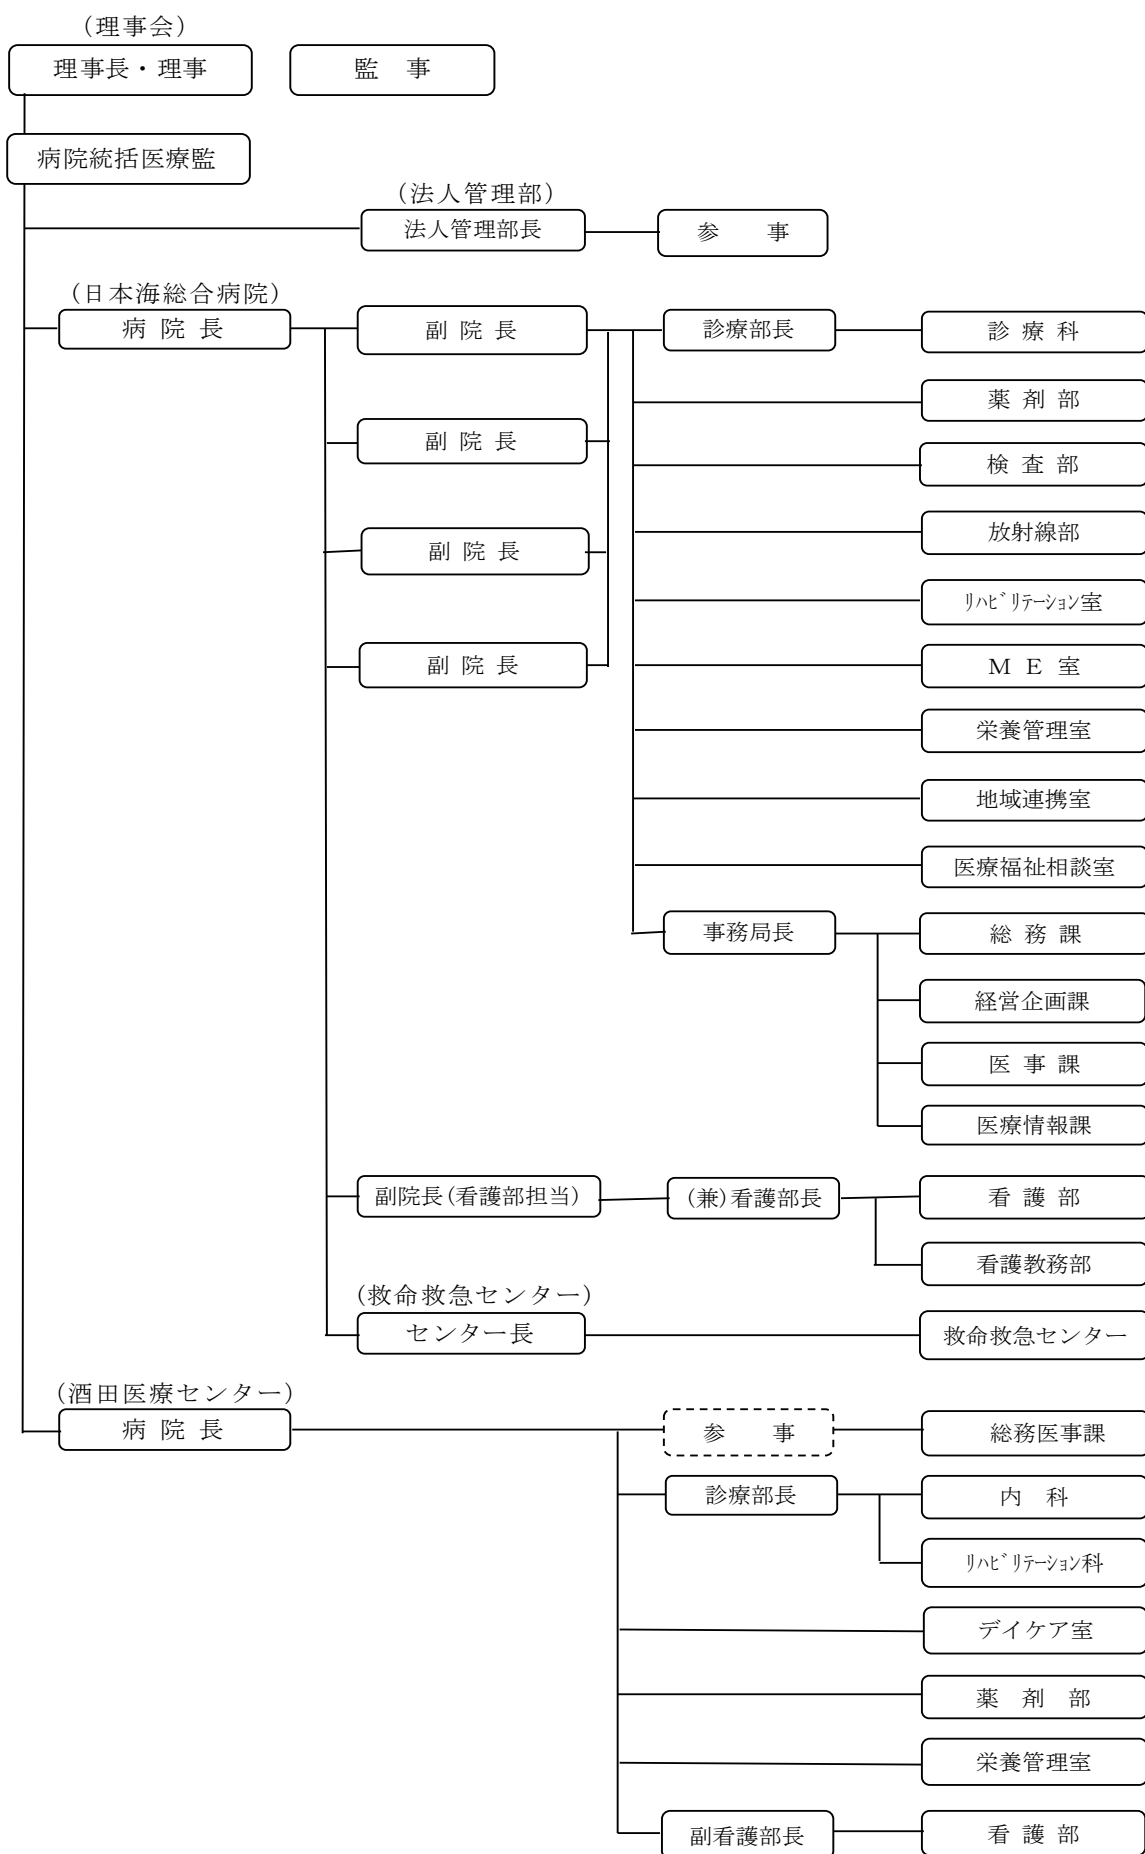 (理事会)
理事長・理事
監　事
病院統括医療監
(法人管理部)
法人管理部長
参　事
(日本海総合病院)
病 院 長
副 院 長
診療部長
診 療 科
薬 剤 部
副 院 長
検 査 部
副 院 長
放射線部
ﾘﾊﾋﾞﾘﾃｰｼｮﾝ室
副 院 長
Ｍ Ｅ 室
栄養管理室
地域連携室
医療福祉相談室
事務局長
総 務 課
経営企画課
医 事 課
医療情報課
副院長(看護部担当)
(兼)看護部長
看 護 部
看護教務部
(救命救急センター)
センター長
救命救急センター
(酒田医療センター)
病 院 長
参　事
総務医事課
診療部長
内　科
ﾘﾊﾋﾞﾘﾃｰｼｮﾝ科
デイケア室
薬　剤　部
栄養管理室
副看護部長
看 護 部